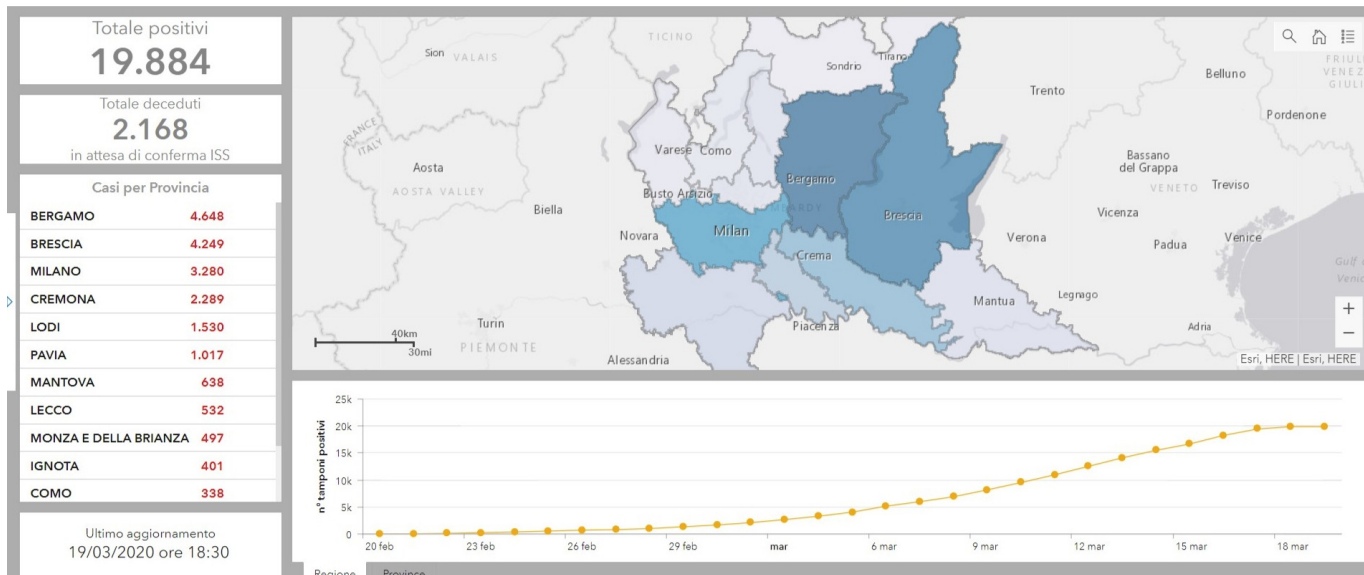 Totale positivi
19.884
Totale deceduti
2.168
in attesa di conferma ISS
Casi per Provincia
BERGAMO 4.648
BRESCIA 4.249
MILANO 3.280
CREMONA 2.289
LODI 1.530
PAVIA 1.017
MANTOVA 638
LECCO 532
MONZA E DELLA BRIANZA 497
IGNOTA 401
COMO 338
Ultimo aggiornamento
19/03/2020 ore 18:30
TICINO
Sion VALAIS
Sondrio
Tirano
Belluno
Trento
Pordenone
FRANCE
ITALY
Varese Como
Aosta
Bassano
del Grappa
AOSTA VALLEY
Bergamo
VENETO Treviso
Busto Arsizio
Biella
Brescia
Vicenza
Novara
Milan
Verona
Padua
Venice
Crema
Mantua
Legnago
Turin
Piacenza
Adria
PIEMONTE
Alessandria
40km
30mi
+
−
Esri, HERE | Esri, HERE
n° tamponi positivi
25k
20k
15k
10k
5k
0
20 feb 23 feb 26 feb 29 feb mar 6 mar 9 mar 12 mar 15 mar 18 mar
Regione Province